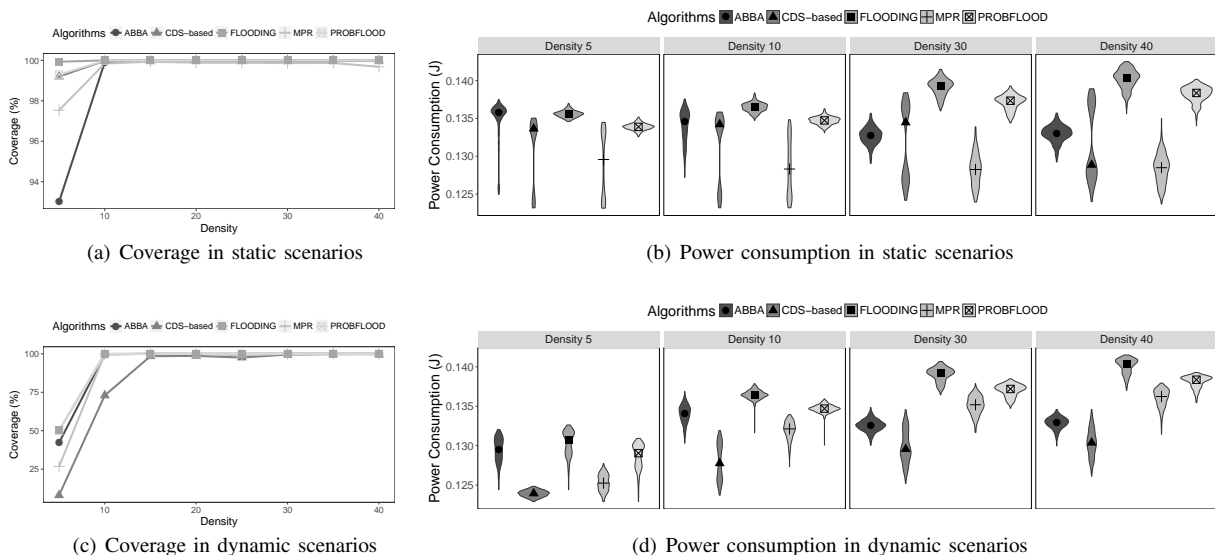 Algorithms ABBA CDS-based FLOODING MPR PROBFLOOD
Coverage (%)
100
98
96
94
10
20
30
40
Density
(a) Coverage in static scenarios
Algorithms ABBA CDS-based FLOODING MPR PROBFLOOD
Density 5
Density 10
Density 30
Density 40
Power Consumption (J)
0.140
0.135
0.130
0.125
(b) Power consumption in static scenarios
Algorithms ABBA CDS-based FLOODING MPR PROBFLOOD
Coverage (%)
100
75
50
25
10
20
30
40
Density
(c) Coverage in dynamic scenarios
Algorithms ABBA CDS-based FLOODING MPR PROBFLOOD
Density 5
Density 10
Density 30
Density 40
Power Consumption (J)
0.140
0.135
0.130
0.125
(d) Power consumption in dynamic scenarios